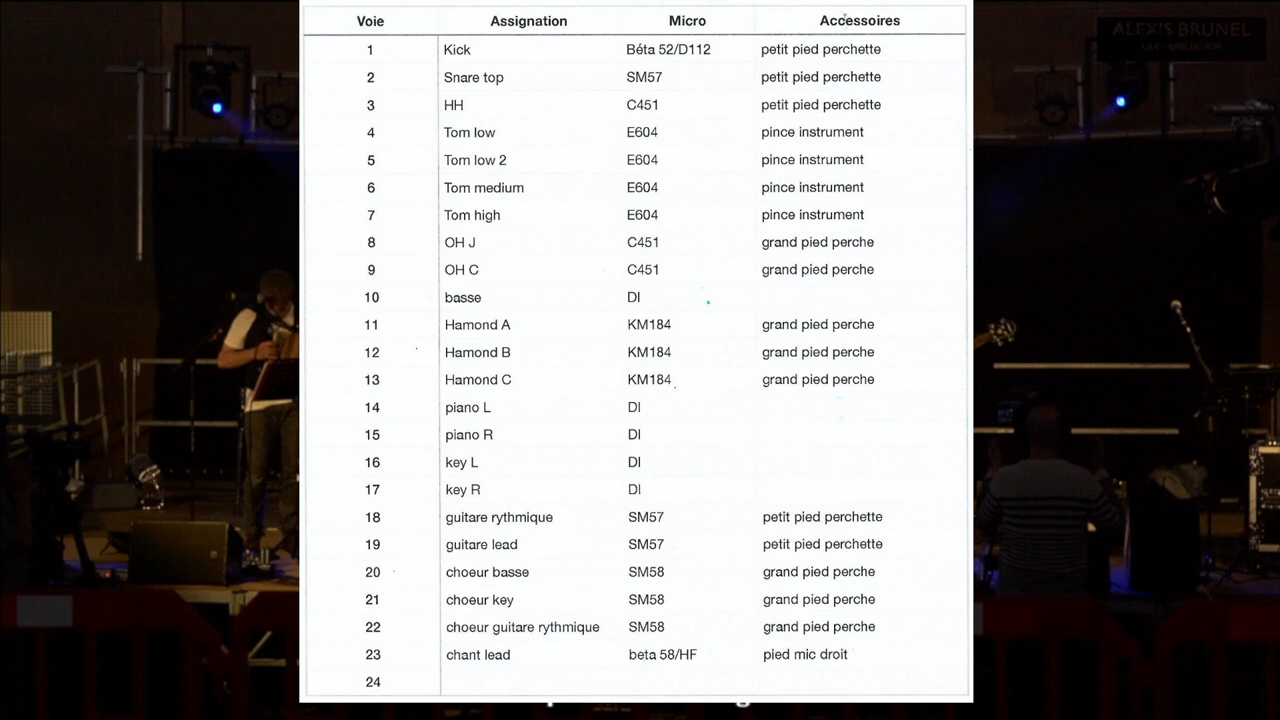 ALEX'S BRUNEL
Voie Assignation Micro Accessoires
1 Kick Béta 52/D112 petit pied perchette
2 Snare top SM57 petit pied perchette
3 HH C451 petit pied perchette
4 Tom low E604 pince instrument
5 Tom low 2 E604 pince instrument
6 Tom medium E604 pince instrument
7 Tom high E604 pince instrument
8 OH J C451 grand pied perche
9 OH C C451 grand pied perche
10 basse DI
11 Hamond A KM184 grand pied perche
12 Hamond B KM184 grand pied perche
13 Hamond C KM184 grand pied perche
14 piano L DI
15 piano R DI
16 key L DI
17 key R DI
18 guitare rythmique SM57 petit pied perchette
19 guitare lead SM57 petit pied perchette
20 choeur basse SM58 grand pied perche
21 choeur key SM58 grand pied perche
22 choeur guitare rythmique SM58 grand pied perche
23 chant lead beta 58/HF pied mic droit
24